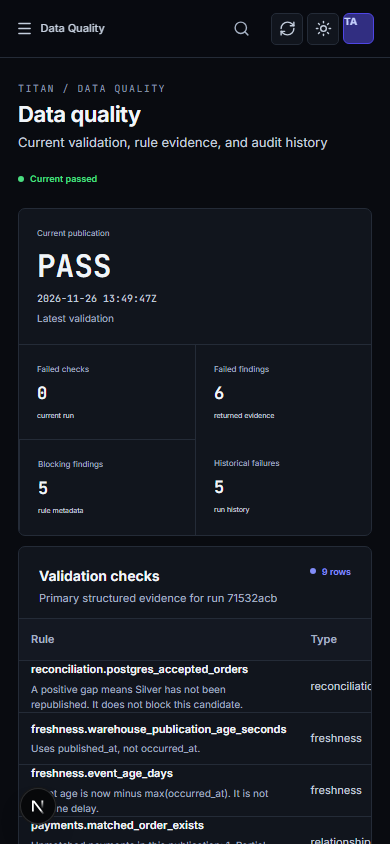 Data Quality
TA
TITAN / DATA QUALITY
Data quality
Current validation, rule evidence, and audit history
Current passed
Current publication
PASS
2026-11-26 13:49:47Z
Latest validation
Failed checks
0
current run
Failed findings
6
returned evidence
Blocking findings
5
rule metadata
Historical failures
5
run history
Validation checks
9 rows
Primary structured evidence for run 71532acb
Rule Type
reconciliation.postgres_accepted_orders
A positive gap means Silver has not been
republished. It does not block this candidate.
reconciliatio
freshness.warehouse_publication_age_seconds
Uses published_at, not occurred_at.
freshness
freshness.event_age_days
age is now minus max(occurred_at). It is not
delay.
freshness
N
payments.matched_order_exists
relationship